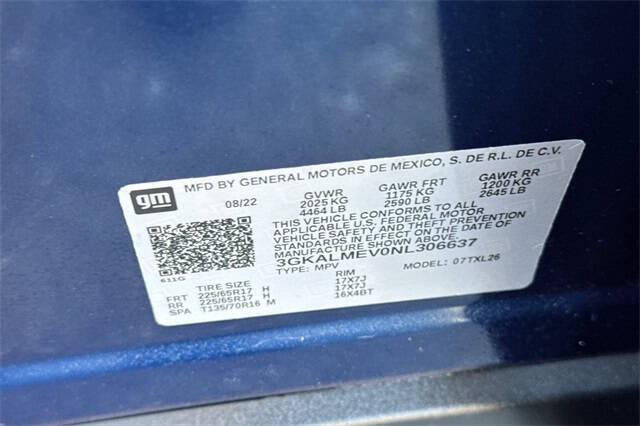 gm
MFD BY GENERAL MOTORS DE MEXICO, S. DE R.L. DE C.V.
08/22 GVWR GAWR FRT GAWR RR
2025 KG 1175 KG 1200 KG
4464 LB 2590 LB 2645 LB
THIS VEHICLE CONFORMS TO ALL
APPLICABLE U.S. FEDERAL MOTOR
VEHICLE SAFETY AND THEFT PREVENTION
STANDARDS IN EFFECT ON THE DATE OF
MANUFACTURE SHOWN ABOVE.
3GKALMEV0NL306637
611G
TYPE: MPV MODEL: 07TXL26
TIRE SIZE RIM
FRT 225/65R17 H 17X7J
RR 225/65R17 H 17X7J
SPA T135/70R16 M 16X4BT